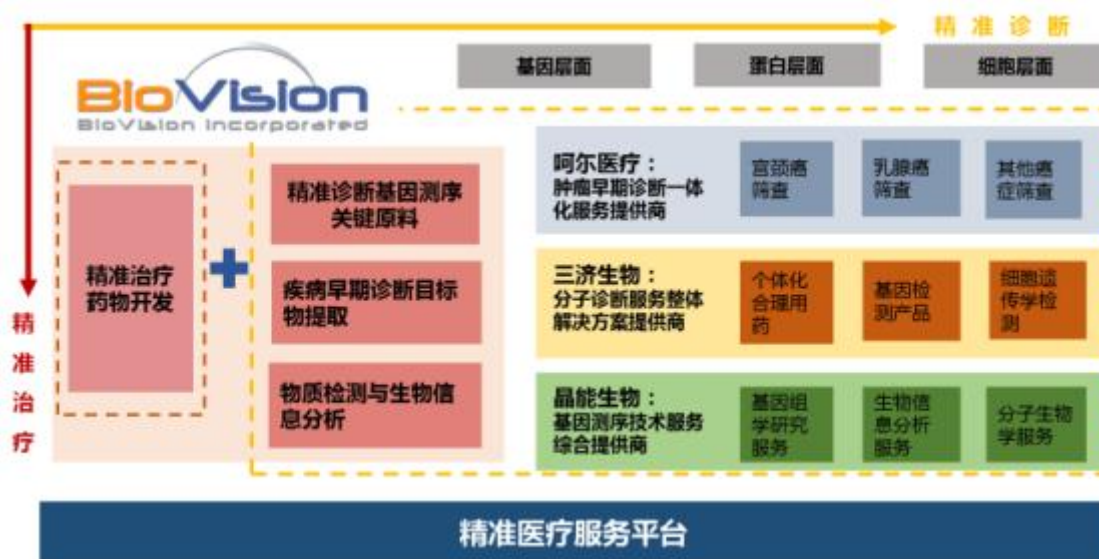 精准诊断
基因层面
蛋白层面
细胞层面
BioVision
BioVision Incorporated
精准治疗
精准治疗
药物开发
精准诊断基因测序
关键原料
疾病早期诊断目标
物提取
物质检测与生物信
息分析
呵尔医疗：
肿瘤早期诊断一体
化服务提供商
宫颈癌
筛查
乳腺癌
筛查
其他癌
症筛查
三济生物：
分子诊断服务整体
解决方案提供商
个体化
合理用
药
基因检
测产品
细胞遗
传学检
测
晶能生物：
基因测序技术服务
综合提供商
基因组
学研究
服务
生物信
息分析
服务
分子生物
学服务
精准医疗服务平台